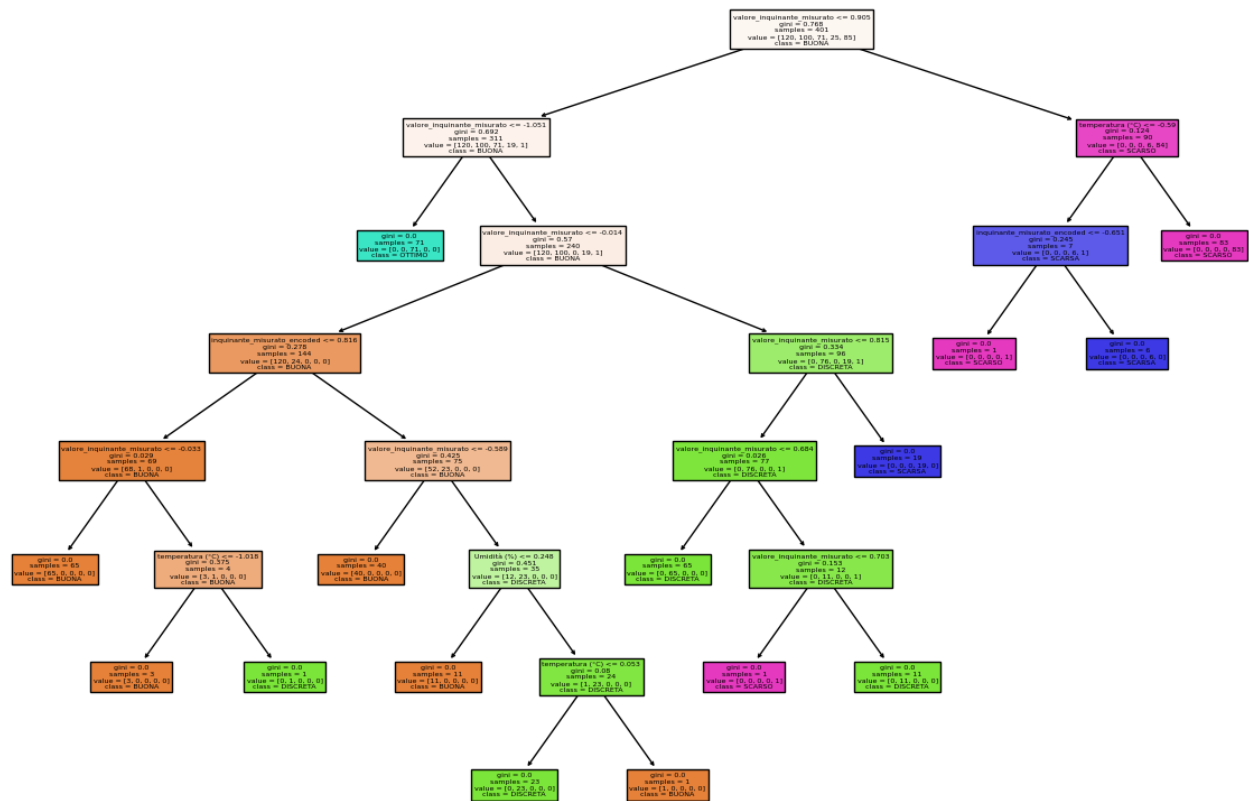 valore_inquinante_misurato <= 0.905
gini = 0.768
samples = 401
value = [120, 100, 71, 25, 85]
class = BUONA
valore_inquinante_misurato <= -1.051
gini = 0.692
samples = 311
value = [120, 100, 71, 19, 1]
class = BUONA
temperatura (°C) <= -0.59
gini = 0.124
samples = 90
value = [0, 0, 0, 6, 84]
class = SCARSO
gini = 0.0
samples = 71
value = [0, 0, 71, 0, 0]
class = OTTIMO
valore_inquinante_misurato <= -0.014
gini = 0.57
samples = 240
value = [120, 100, 0, 19, 1]
class = BUONA
inquinante_misurato_encoded <= -0.651
gini = 0.245
samples = 7
value = [0, 0, 0, 6, 1]
class = SCARSA
gini = 0.0
samples = 83
value = [0, 0, 0, 0, 83]
class = SCARSO
inquinante_misurato_encoded <= 0.816
gini = 0.278
samples = 144
value = [120, 24, 0, 0, 0]
class = BUONA
valore_inquinante_misurato <= 0.815
gini = 0.334
samples = 96
value = [0, 76, 0, 19, 1]
class = DISCRETA
gini = 0.0
samples = 1
value = [0, 0, 0, 0, 1]
class = SCARSO
gini = 0.0
samples = 6
value = [0, 0, 0, 6, 0]
class = SCARSA
valore_inquinante_misurato <= -0.033
gini = 0.029
samples = 69
value = [68, 1, 0, 0, 0]
class = BUONA
valore_inquinante_misurato <= -0.589
gini = 0.425
samples = 75
value = [52, 23, 0, 0, 0]
class = BUONA
valore_inquinante_misurato <= 0.684
gini = 0.026
samples = 77
value = [0, 76, 0, 0, 1]
class = DISCRETA
gini = 0.0
samples = 19
value = [0, 0, 0, 19, 0]
class = SCARSA
gini = 0.0
samples = 65
value = [65, 0, 0, 0, 0]
class = BUONA
temperatura (°C) <= -1.018
gini = 0.375
samples = 4
value = [3, 1, 0, 0, 0]
class = BUONA
gini = 0.0
samples = 40
value = [40, 0, 0, 0, 0]
class = BUONA
Umidità (%) <= 0.248
gini = 0.451
samples = 35
value = [12, 23, 0, 0, 0]
class = DISCRETA
gini = 0.0
samples = 65
value = [0, 65, 0, 0, 0]
class = DISCRETA
valore_inquinante_misurato <= 0.703
gini = 0.153
samples = 12
value = [0, 11, 0, 0, 1]
class = DISCRETA
gini = 0.0
samples = 3
value = [3, 0, 0, 0, 0]
class = BUONA
gini = 0.0
samples = 1
value = [0, 1, 0, 0, 0]
class = DISCRETA
gini = 0.0
samples = 11
value = [11, 0, 0, 0, 0]
class = BUONA
temperatura (°C) <= 0.053
gini = 0.08
samples = 24
value = [1, 23, 0, 0, 0]
class = DISCRETA
gini = 0.0
samples = 1
value = [0, 0, 0, 0, 1]
class = SCARSO
gini = 0.0
samples = 11
value = [0, 11, 0, 0, 0]
class = DISCRETA
gini = 0.0
samples = 23
value = [0, 23, 0, 0, 0]
class = DISCRETA
gini = 0.0
samples = 1
value = [1, 0, 0, 0, 0]
class = BUONA